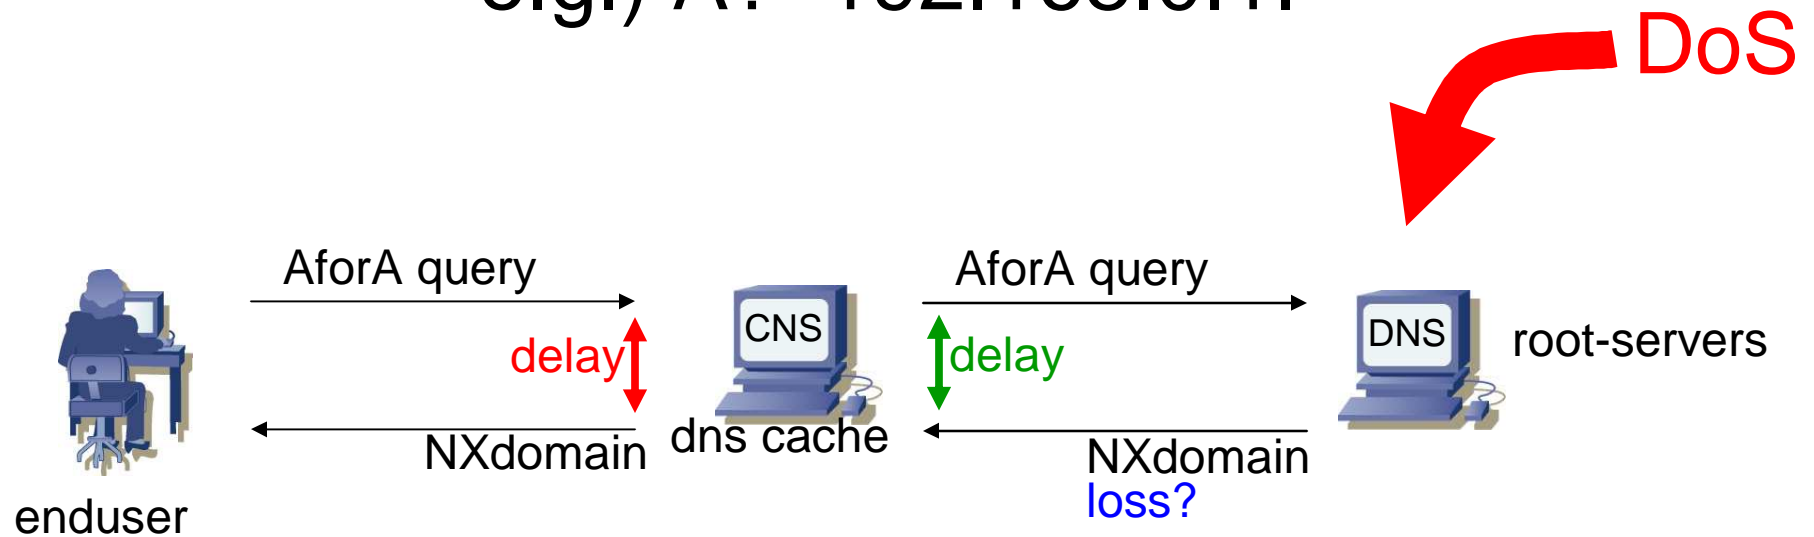 DoS
AforA query
AforA query
CNS
DNS
delay
delay
root-servers
dns cache
NXdomain
NXdomain
loss?
enduser